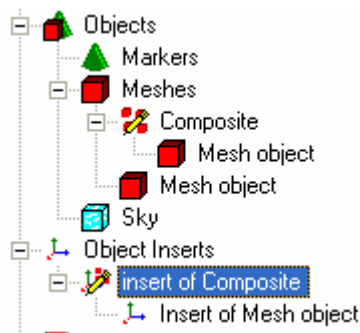 Objects
Markers
Meshes
Composite
Mesh object
Mesh object
Sky
Object Inserts
insert of Composite
Insert of Mesh object